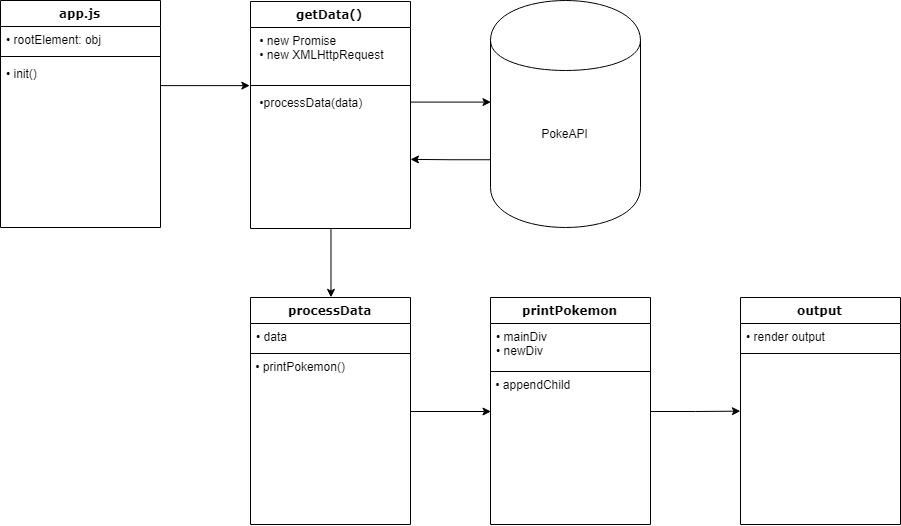 app.js
• rootElement: obj
• init()
getData()
• new Promise
• new XMLHttpRequest
•processData(data)
PokeAPI
processData
• data
• printPokemon()
printPokemon
• mainDiv
• newDiv
• appendChild
output
• render output